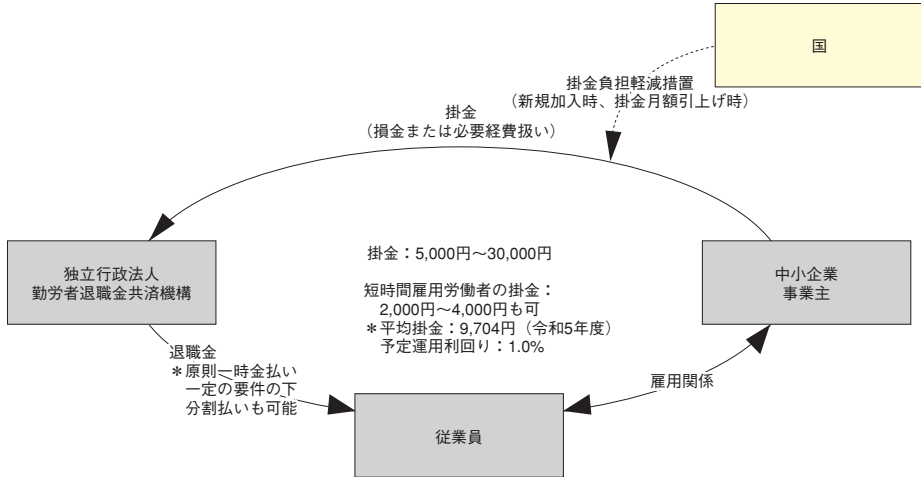 国
掛金負担軽減措置
（新規加入時、掛金月額引上げ時）
掛金
（損金または必要経費扱い）
独立行政法人
勤労者退職金共済機構
掛金：5,000円～30,000円
短時間雇用労働者の掛金：
2,000円～4,000円も可
＊平均掛金：9,704円（令和5年度）
予定運用利回り：1.0%
中小企業
事業主
退職金
＊原則一時金払い
一定の要件の下
分割払いも可能
雇用関係
従業員